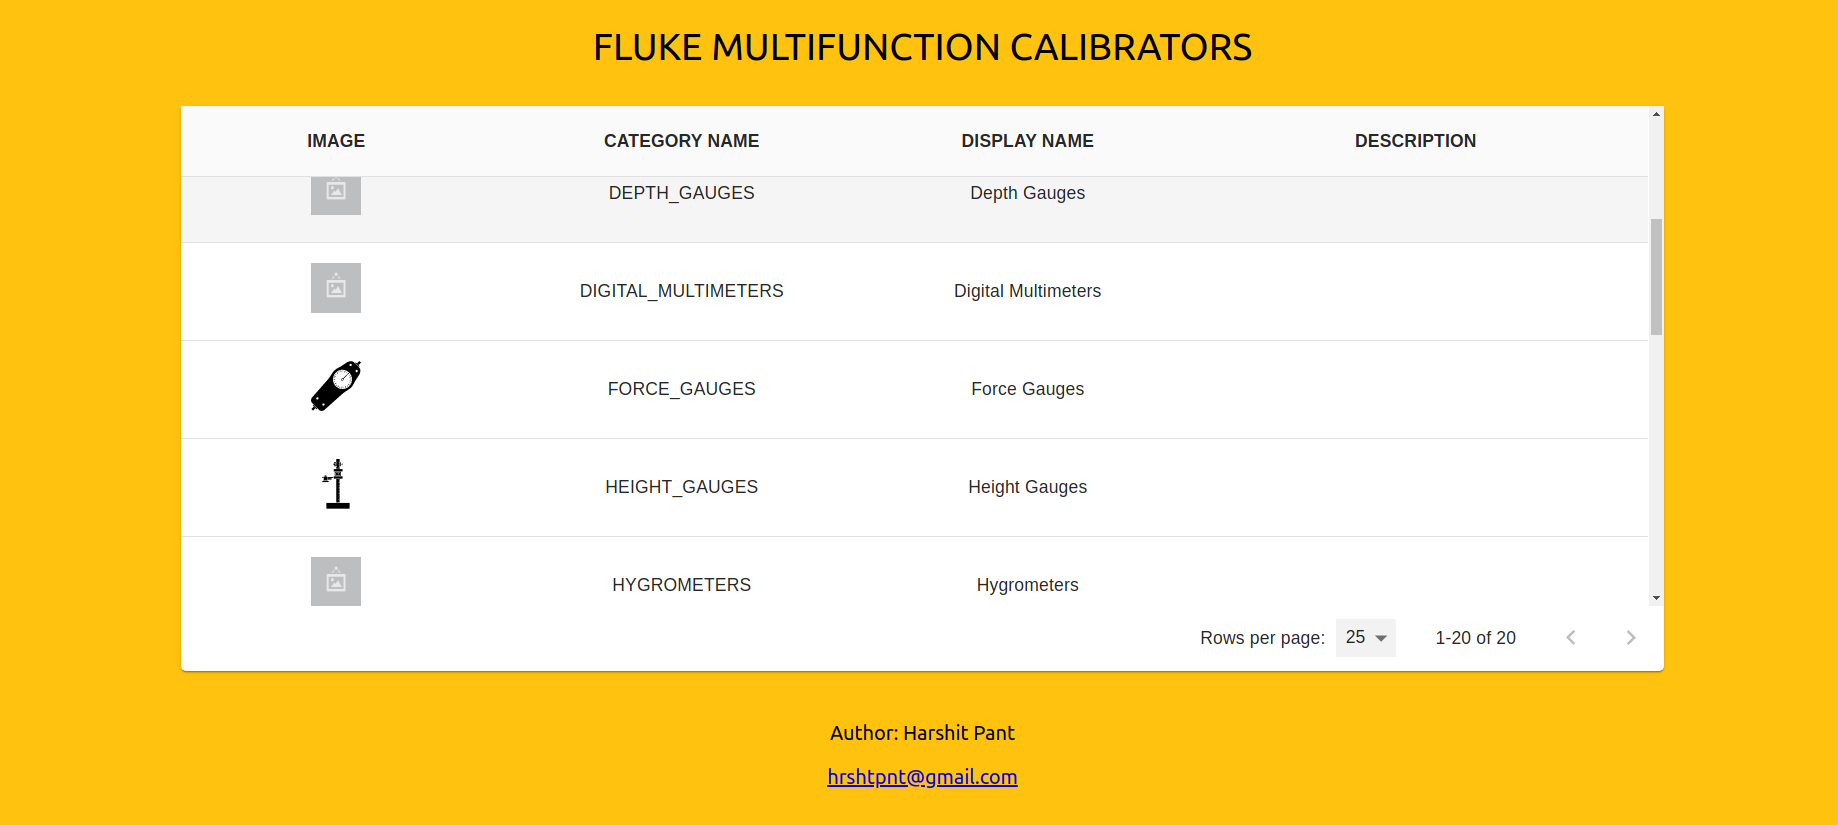 FLUKE MULTIFUNCTION CALIBRATORS
IMAGE CATEGORY NAME DISPLAY NAME DESCRIPTION
DEPTH_GAUGES Depth Gauges
DIGITAL_MULTIMETERS Digital Multimeters
FORCE_GAUGES Force Gauges
HEIGHT_GAUGES Height Gauges
HYGROMETERS Hygrometers
Rows per page: 25 1-20 of 20
Author: Harshit Pant
hrshtpnt@gmail.com